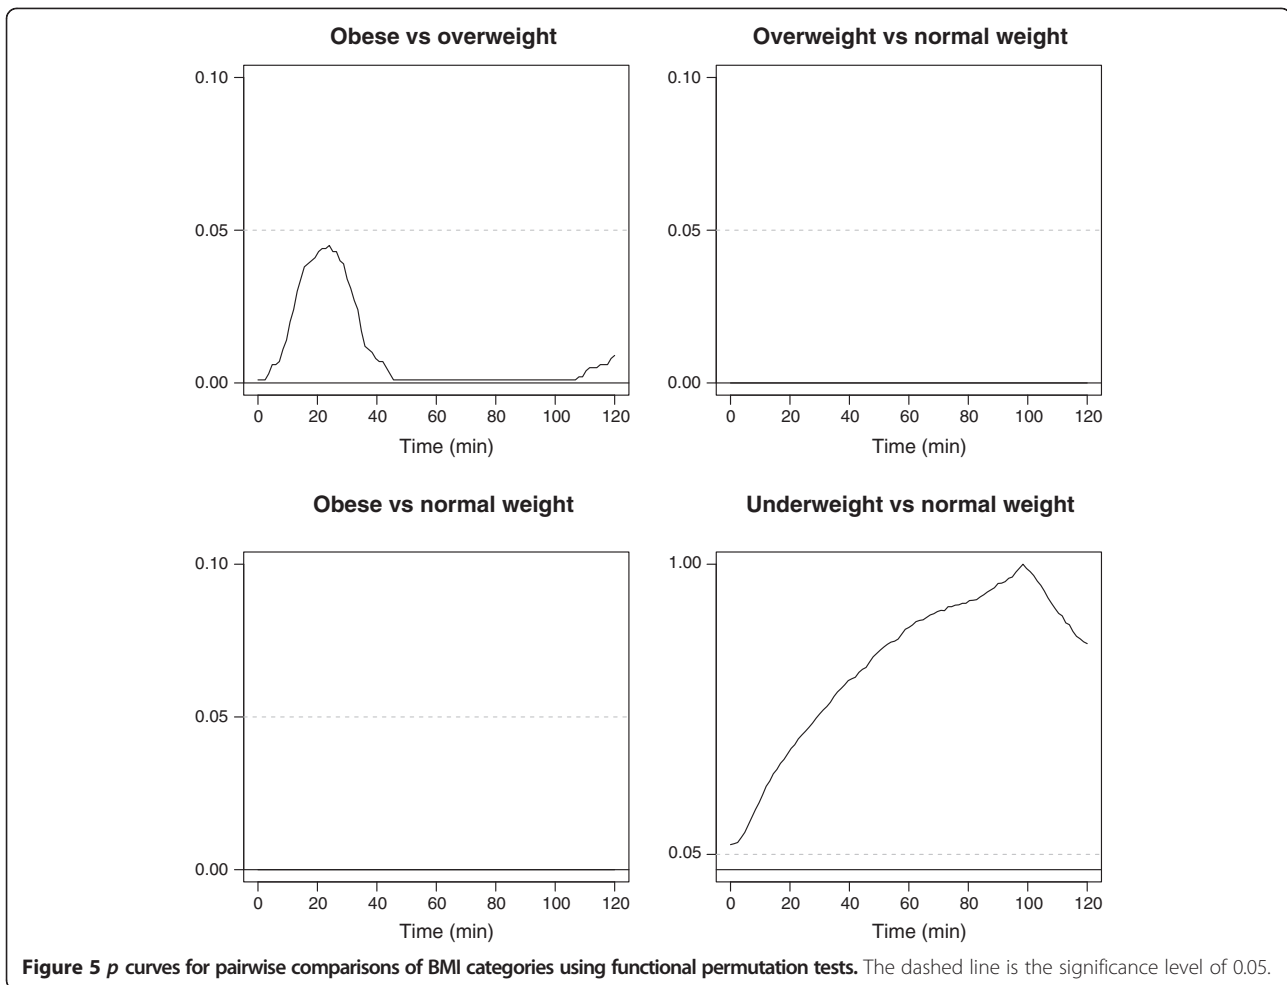 Obese vs overweight
0.10
0.05
0.00
0 20 40 60 80 100 120
Time (min)
Overweight vs normal weight
0.10
0.05
0.00
0 20 40 60 80 100 120
Time (min)
Obese vs normal weight
0.10
0.05
0.00
0 20 40 60 80 100 120
Time (min)
Underweight vs normal weight
1.00
0.05
0 20 40 60 80 100 120
Time (min)
Figure 5 p curves for pairwise comparisons of BMI categories using functional permutation tests. The dashed line is the significance level of 0.05.